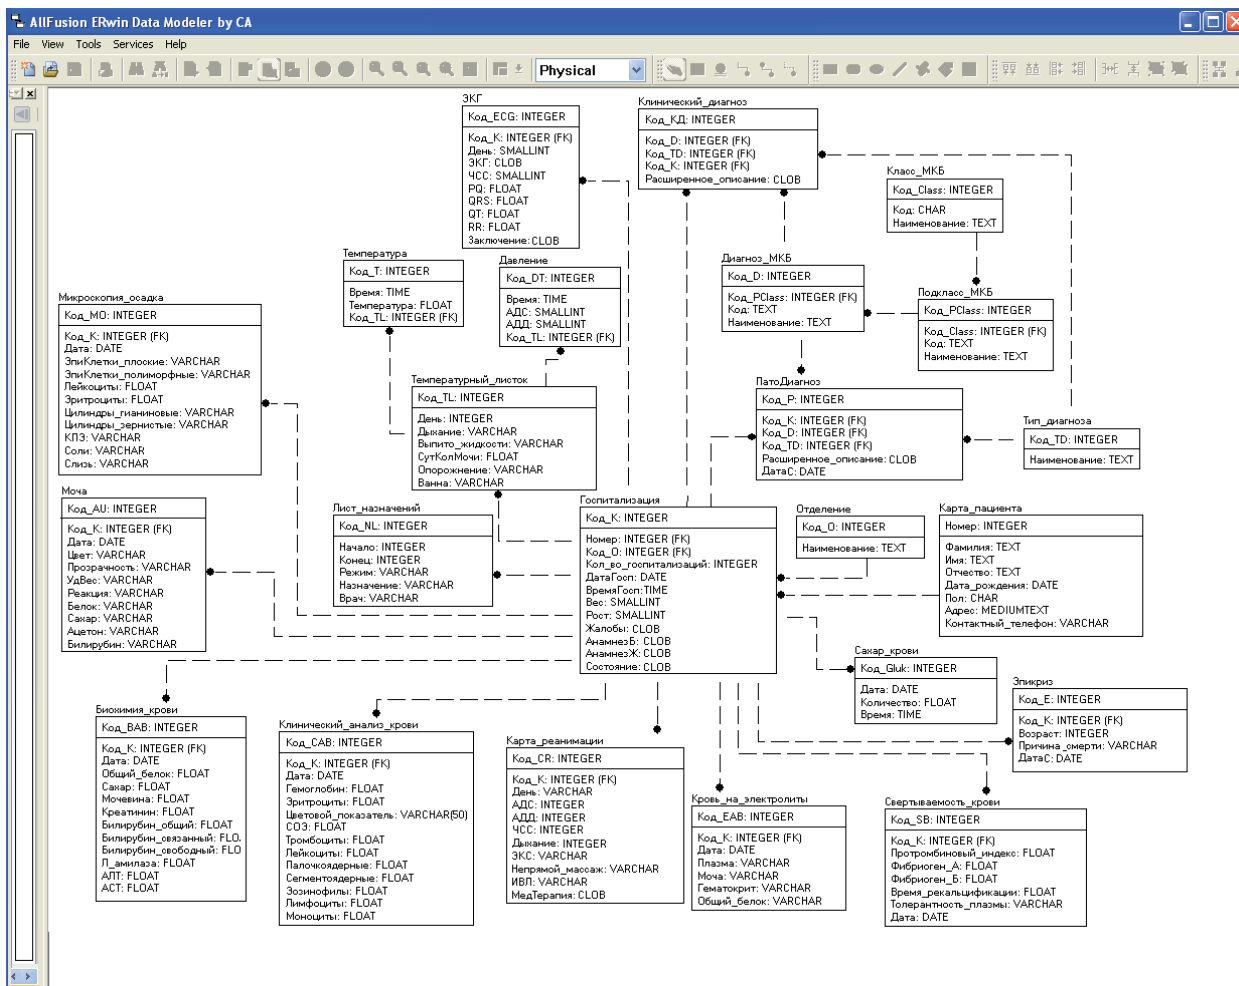 AllFusion ERwin Data Modeler by CA
File View Tools Services Help
Physical
ЭКГ
Код_ECG: INTEGER
Код_K: INTEGER (FK)
День: SMALLINT
ЭКГ: CLOB
ЧСС: SMALLINT
PQ: FLOAT
QRS: FLOAT
QT: FLOAT
RR: FLOAT
Заключение: CLOB
Клинический_диагноз
Код_КД: INTEGER
Код_D: INTEGER (FK)
Код_TD: INTEGER (FK)
Код_K: INTEGER (FK)
Расширенное_описание: CLOB
Класс_МКБ
Код_Class: INTEGER
Код: CHAR
Наименование: TEXT
Температура
Код_T: INTEGER
Время: TIME
Температура: FLOAT
Код_TL: INTEGER (FK)
Давление
Код_DT: INTEGER
Время: TIME
АДС: SMALLINT
АДД: SMALLINT
Код_TL: INTEGER (FK)
Диагноз_МКБ
Код_D: INTEGER
Код_PClass: INTEGER (FK)
Код: TEXT
Наименование: TEXT
Подкласс_МКБ
Код_PClass: INTEGER
Код_Class: INTEGER (FK)
Код: TEXT
Наименование: TEXT
Микроскопия_осадка
Код_MO: INTEGER
Код_K: INTEGER (FK)
Дата: DATE
ЭпиКлетки_плоские: VARCHAR
ЭпиКлетки_полиморфные: VARCHAR
Лейкоциты: FLOAT
Эритроциты: FLOAT
Цилиндры_гианиновые: VARCHAR
Цилиндры_зернистые: VARCHAR
КПЗ: VARCHAR
Соли: VARCHAR
Слизь: VARCHAR
Температурный_листок
Код_TL: INTEGER
День: INTEGER
Дыхание: VARCHAR
Выпито_жидкости: VARCHAR
СутКолМочи: FLOAT
Опорожнение: VARCHAR
Ванна: VARCHAR
ПатоДиагноз
Код_P: INTEGER
Код_K: INTEGER (FK)
Код_D: INTEGER (FK)
Код_TD: INTEGER (FK)
Расширенное_описание: CLOB
ДатаС: DATE
Тип_диагноза
Код_TD: INTEGER
Наименование: TEXT
Моча
Код_AU: INTEGER
Код_K: INTEGER (FK)
Дата: DATE
Цвет: VARCHAR
Прозрачность: VARCHAR
УдВес: VARCHAR
Реакция: VARCHAR
Белок: VARCHAR
Сахар: VARCHAR
Ацетон: VARCHAR
Билирубин: VARCHAR
Лист_назначений
Код_NL: INTEGER
Начало: INTEGER
Конец: INTEGER
Режим: VARCHAR
Назначение: VARCHAR
Врач: VARCHAR
Госпитализация
Код_K: INTEGER
Номер: INTEGER (FK)
Код_O: INTEGER (FK)
Кол_во_госпитализаций: INTEGER
ДатаГосп: DATE
ВремяГосп:TIME
Вес: SMALLINT
Рост: SMALLINT
Жалобы: CLOB
АнамнезБ: CLOB
АнамнезЖ: CLOB
Состояние: CLOB
Отделение
Код_O: INTEGER
Наименование: TEXT
Карта_пациента
Номер: INTEGER
Фамилия: TEXT
Имя: TEXT
Отчество: TEXT
Дата_рождения: DATE
Пол: CHAR
Адрес: MEDIUMTEXT
Контактный_телефон: VARCHAR
Сахар_крови
Код_Gluk: INTEGER
Дата: DATE
Количество: FLOAT
Время: TIME
Эпикриз
Код_E: INTEGER
Код_K: INTEGER (FK)
Возраст: INTEGER
Причина_смерти: VARCHAR
ДатаС: DATE
Биохимия_крови
Код_BAB: INTEGER
Код_K: INTEGER (FK)
Дата: DATE
Общий_белок: FLOAT
Сахар: FLOAT
Мочевина: FLOAT
Креатинин: FLOAT
Билирубин_общий: FLOAT
Билирубин_связанный: FLO.
Билирубин_свободный: FLO
Л_амилаза: FLOAT
АЛТ: FLOAT
АСТ: FLOAT
Клинический_анализ_крови
Код_CAB: INTEGER
Код_K: INTEGER (FK)
Дата: DATE
Гемоглобин: FLOAT
Эритроциты: FLOAT
Цветовой_показатель: VARCHAR(50)
СОЭ: FLOAT
Тромбоциты: FLOAT
Лейкоциты: FLOAT
Палочкоядерные: FLOAT
Сегментоядерные: FLOAT
Эозинофилы: FLOAT
Лимфоциты: FLOAT
Моноциты: FLOAT
Карта_реанимации
Код_CR: INTEGER
Код_K: INTEGER (FK)
День: VARCHAR
АДС: INTEGER
АДД: INTEGER
ЧСС: INTEGER
Дыхание: INTEGER
ЭКС: VARCHAR
Непрямой_массаж: VARCHAR
ИВЛ: VARCHAR
МедТерапия: CLOB
Кровь_на_электролиты
Код_EAB: INTEGER
Код_K: INTEGER (FK)
Дата: DATE
Плазма: VARCHAR
Моча: VARCHAR
Гематокрит: VARCHAR
Общий_белок: VARCHAR
Свертываемость_крови
Код_SB: INTEGER
Код_K: INTEGER (FK)
Протромбиновый_индекс: FLOAT
Фибриоген_А: FLOAT
Фибриоген_Б: FLOAT
Время_рекальцификации: FLOAT
Толерантность_плазмы: VARCHAR
Дата: DATE